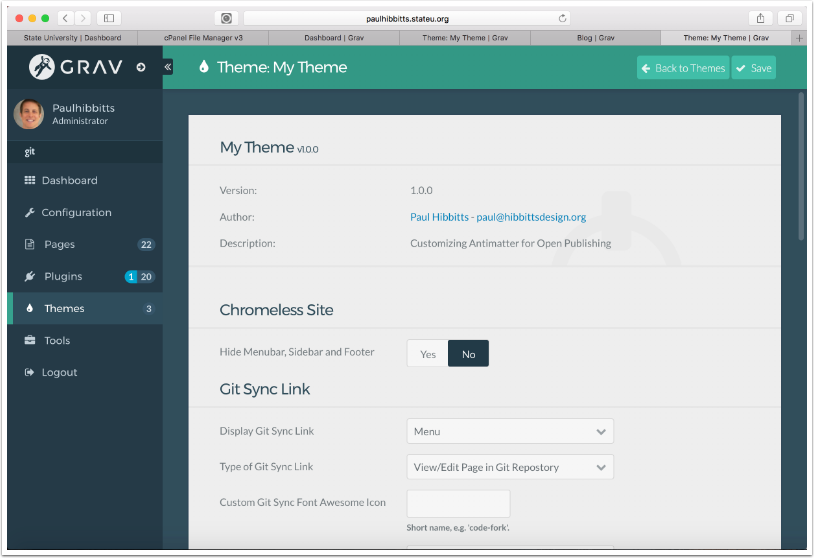 paulhibbitts.stateu.org
State University | Dashboard
cPanel File Manager v3
Dashboard | Grav
Theme: My Theme | Grav
Blog | Grav
Theme: My Theme | Grav
GRAV
Theme: My Theme
Back to Themes
Save
Paulhibbitts
Administrator
git
Dashboard
Configuration
Pages 22
Plugins 1 20
Themes 3
Tools
Logout
My Theme v1.0.0
Version: 1.0.0
Author: Paul Hibbitts - paul@hibbittsdesign.org
Description: Customizing Antimatter for Open Publishing
Chromeless Site
Hide Menubar, Sidebar and Footer Yes No
Git Sync Link
Display Git Sync Link Menu
Type of Git Sync Link View/Edit Page in Git Repostory
Custom Git Sync Font Awesome Icon
Short name, e.g. 'code-fork'.